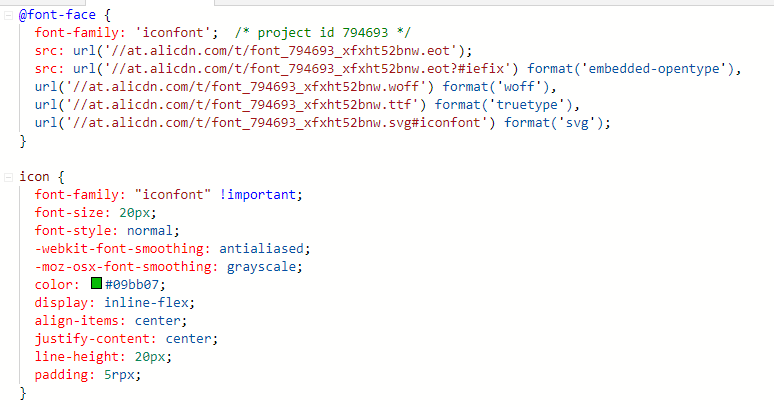 @font-face {
  font-family: 'iconfont';  /* project id 794693 */
  src: url('//at.alicdn.com/t/font_794693_xfxht52bnw.eot');
  src: url('//at.alicdn.com/t/font_794693_xfxht52bnw.eot?#iefix') format('embedded-opentype'),
  url('//at.alicdn.com/t/font_794693_xfxht52bnw.woff') format('woff'),
  url('//at.alicdn.com/t/font_794693_xfxht52bnw.ttf') format('truetype'),
  url('//at.alicdn.com/t/font_794693_xfxht52bnw.svg#iconfont') format('svg');
}

icon {
  font-family: "iconfont" !important;
  font-size: 20px;
  font-style: normal;
  -webkit-font-smoothing: antialiased;
  -moz-osx-font-smoothing: grayscale;
  color: #09bb07;
  display: inline-flex;
  align-items: center;
  justify-content: center;
  line-height: 20px;
  padding: 5rpx;
}